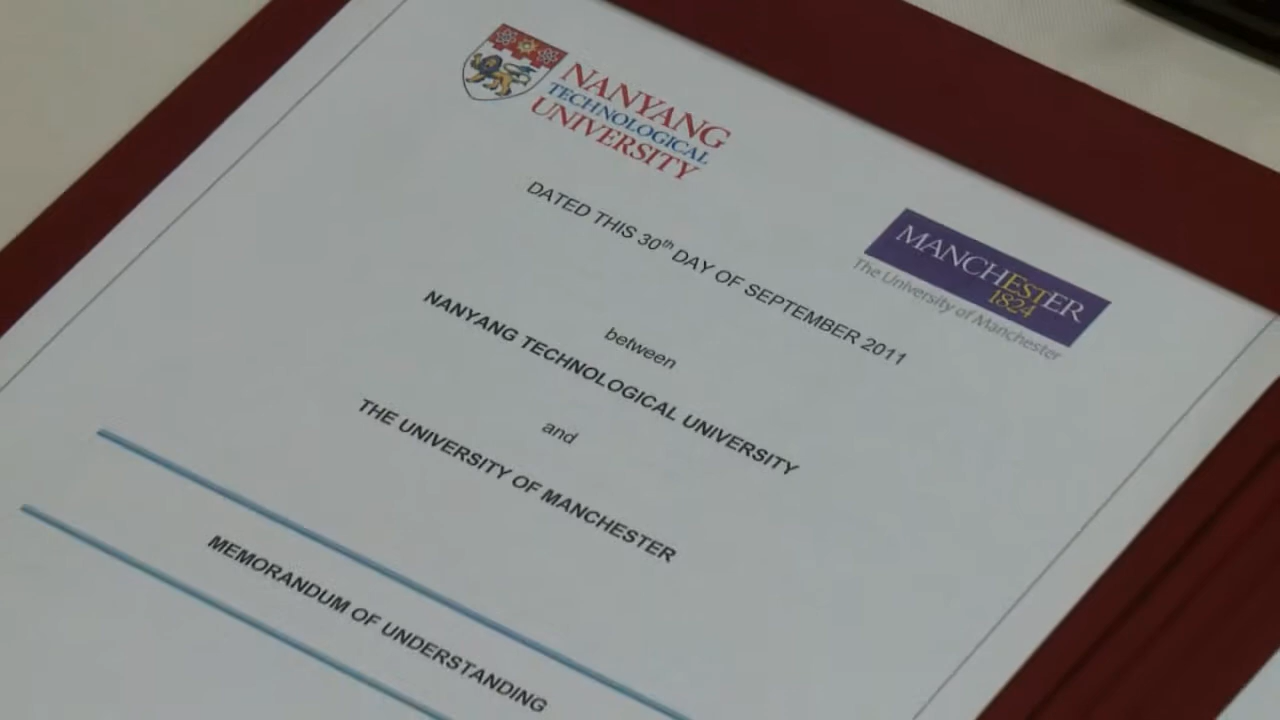 NANYANG
TECHNOLOGICAL
UNIVERSITY
MANCHESTER
1824
The University of Manchester
DATED THIS 30th DAY OF SEPTEMBER 2011
between
NANYANG TECHNOLOGICAL UNIVERSITY
and
THE UNIVERSITY OF MANCHESTER
MEMORANDUM OF UNDERSTANDING